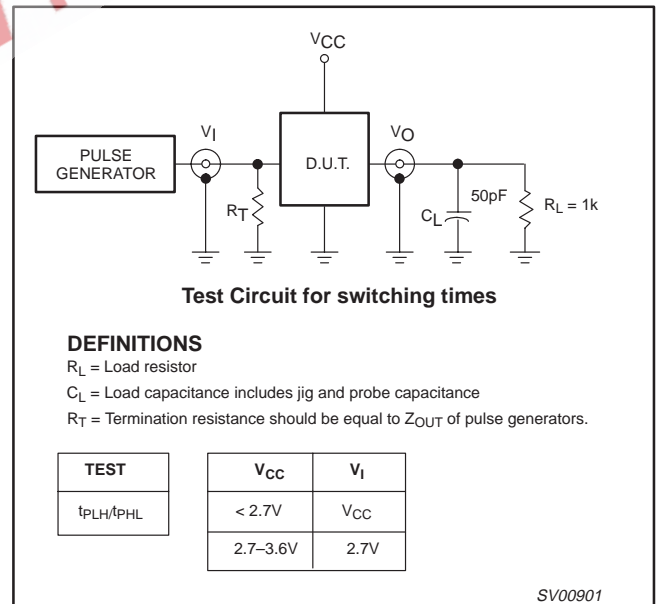 VCC
VI
VO
PULSE
GENERATOR
D.U.T.
RT
50pF
CL
RL = 1k
Test Circuit for switching times
DEFINITIONS
RL = Load resistor
CL = Load capacitance includes jig and probe capacitance
RT = Termination resistance should be equal to ZOUT of pulse generators.
TEST
tPLH/tPHL
VCC VI
< 2.7V VCC
2.7–3.6V 2.7V
SV00901